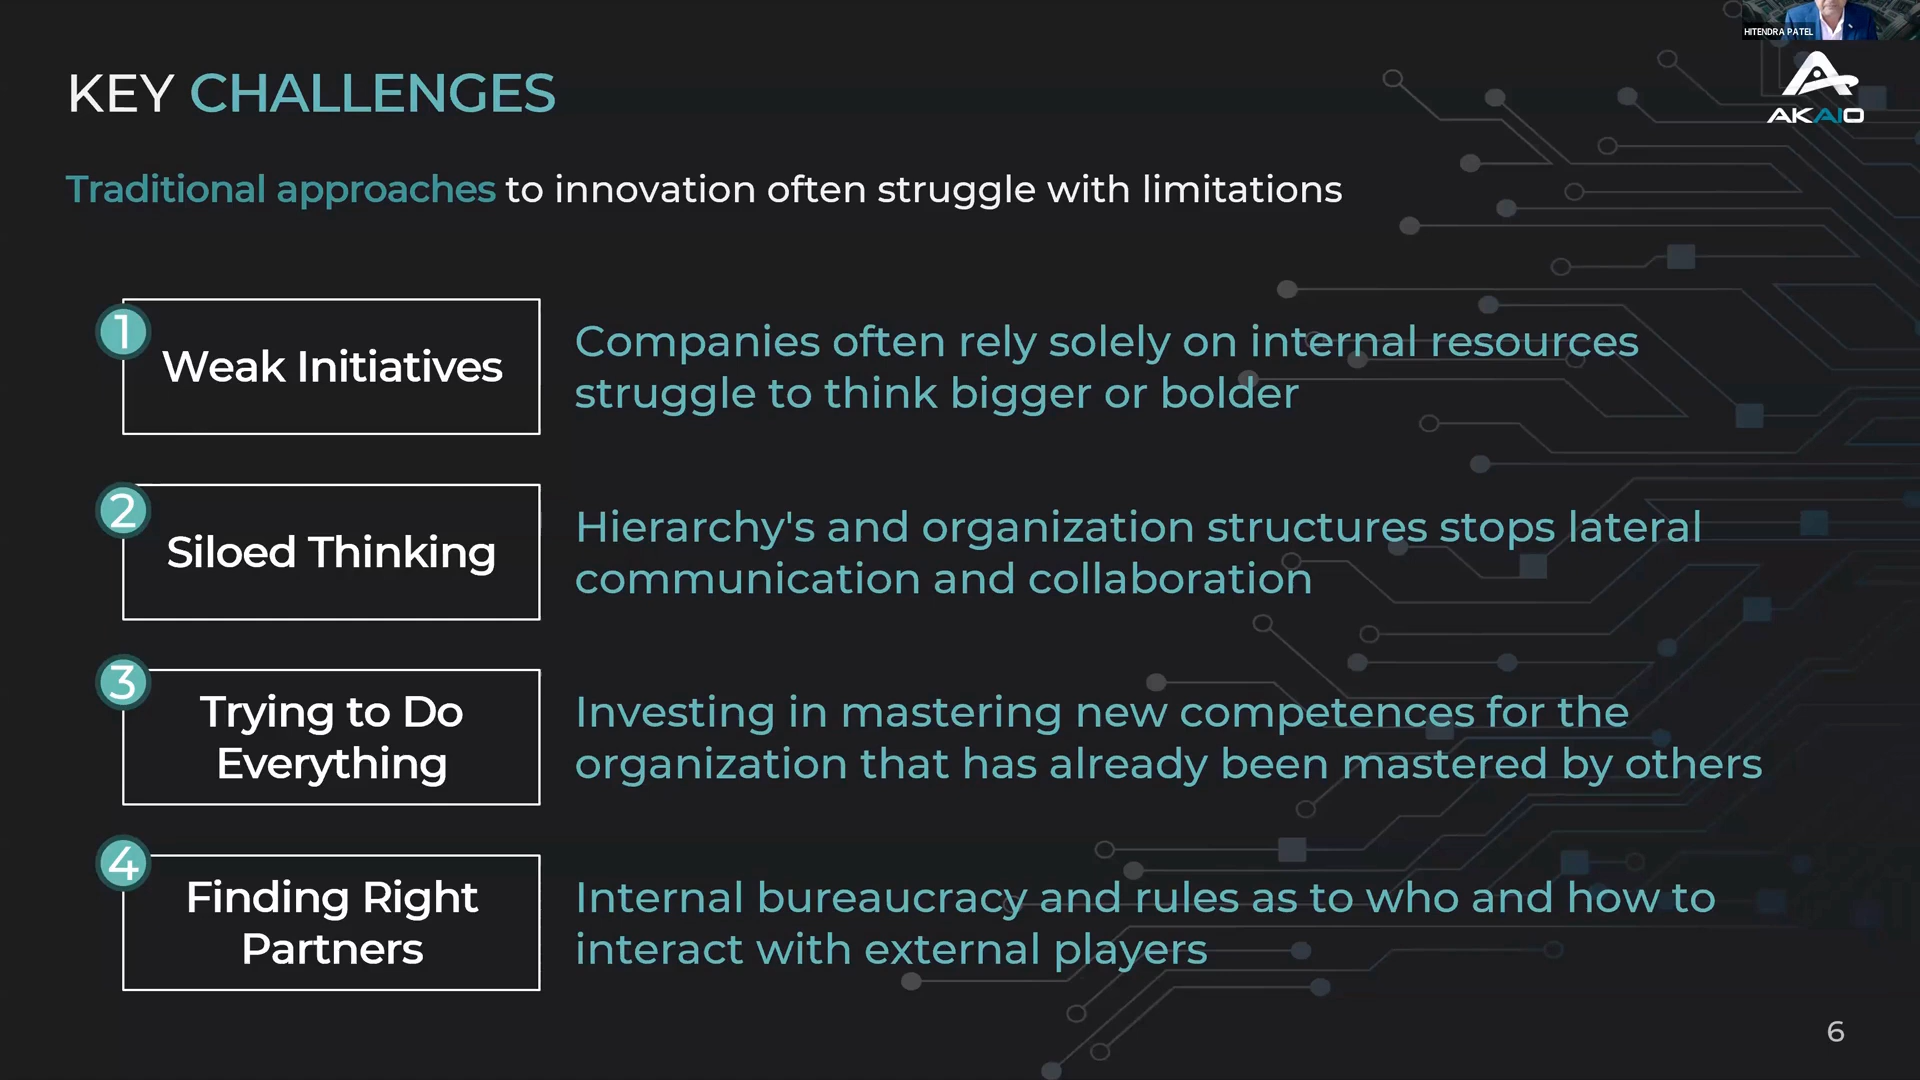 HITENDRA PATEL
AKAIO
KEY CHALLENGES
Traditional approaches to innovation often struggle with limitations
1
Weak Initiatives
Companies often rely solely on internal resources
struggle to think bigger or bolder
2
Siloed Thinking
Hierarchy's and organization structures stops lateral
communication and collaboration
3
Trying to Do
Everything
Investing in mastering new competences for the
organization that has already been mastered by others
4
Finding Right
Partners
Internal bureaucracy and rules as to who and how to
interact with external players
6